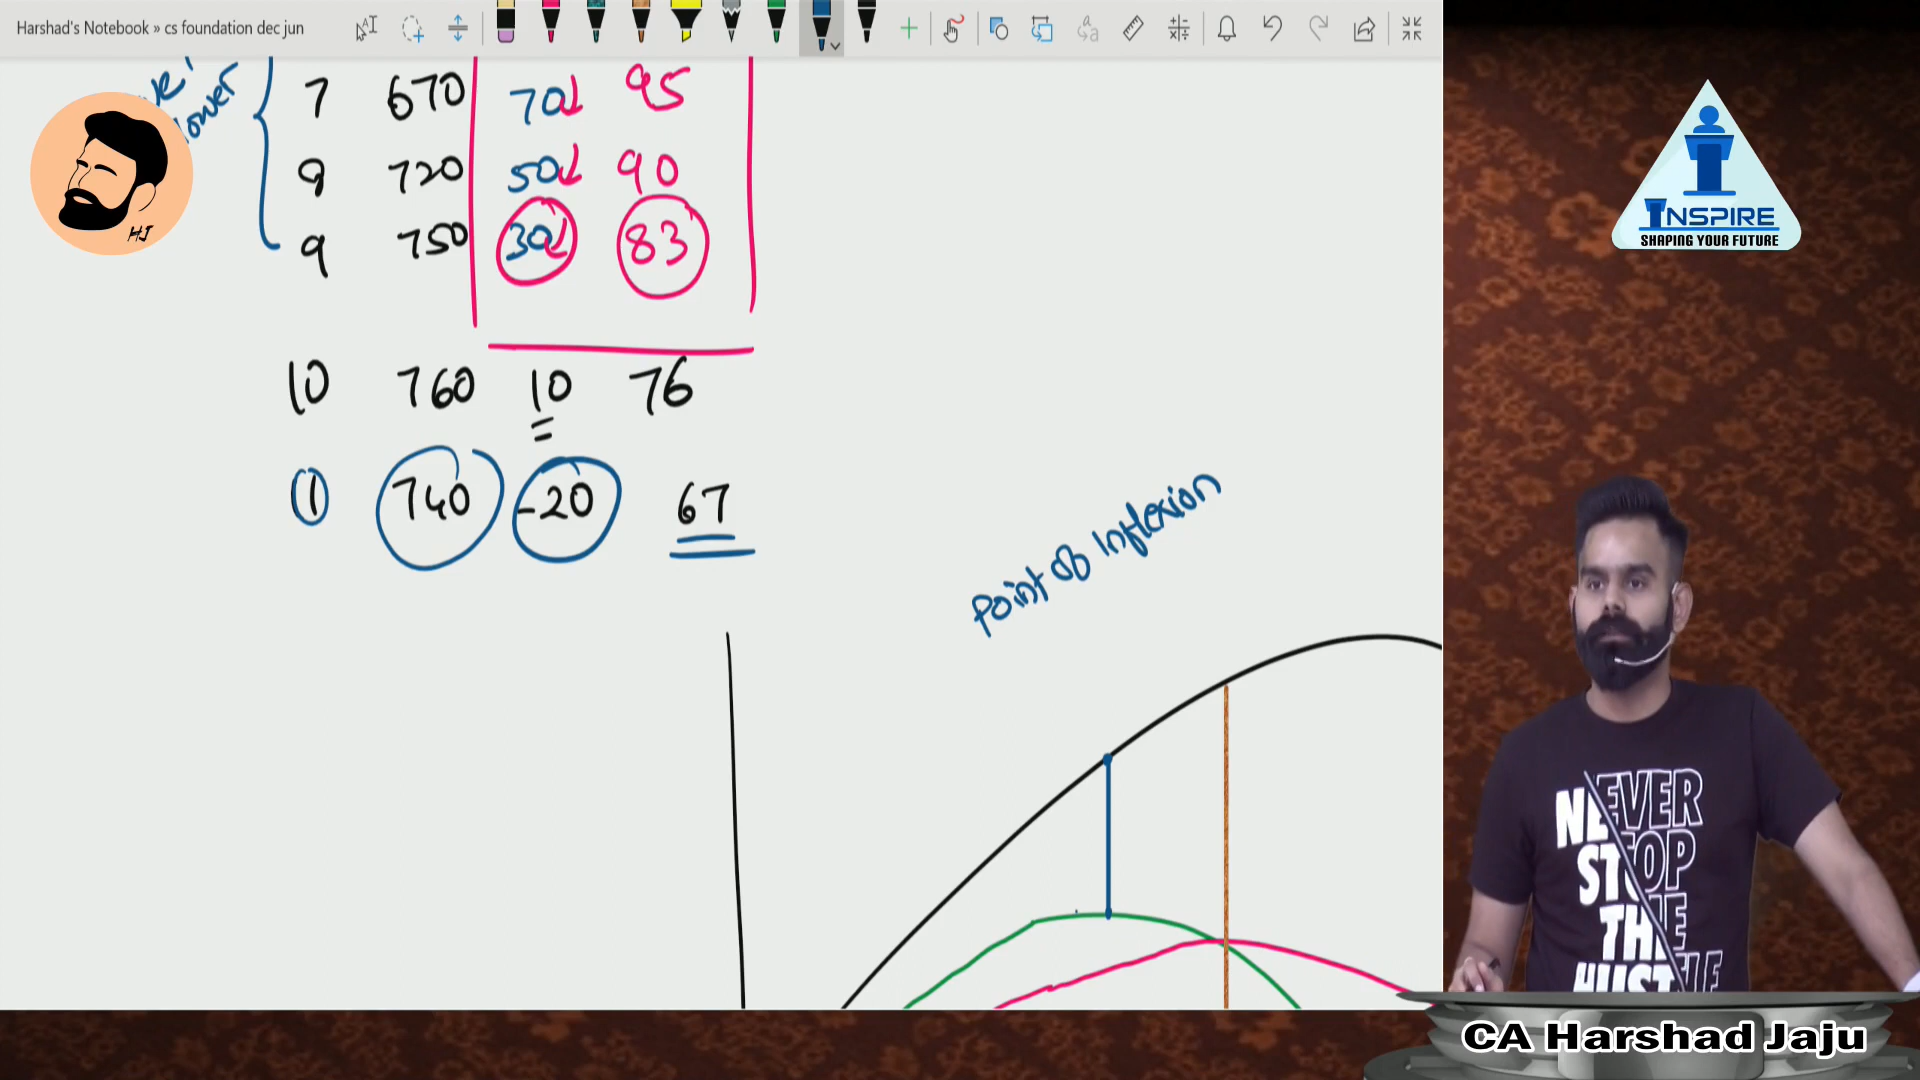 Harshad's Notebook » cs foundation dec jun
lower
7 670 70↓ 95
9 720 50↓ 90
9 750 30↓ 83
10 760 10 76
11 740 -20 67
Point of Inflexion
HJ
INSPIRE
SHAPING YOUR FUTURE
NEVER
STOP
THE
HUSTLE
CA Harshad Jaju